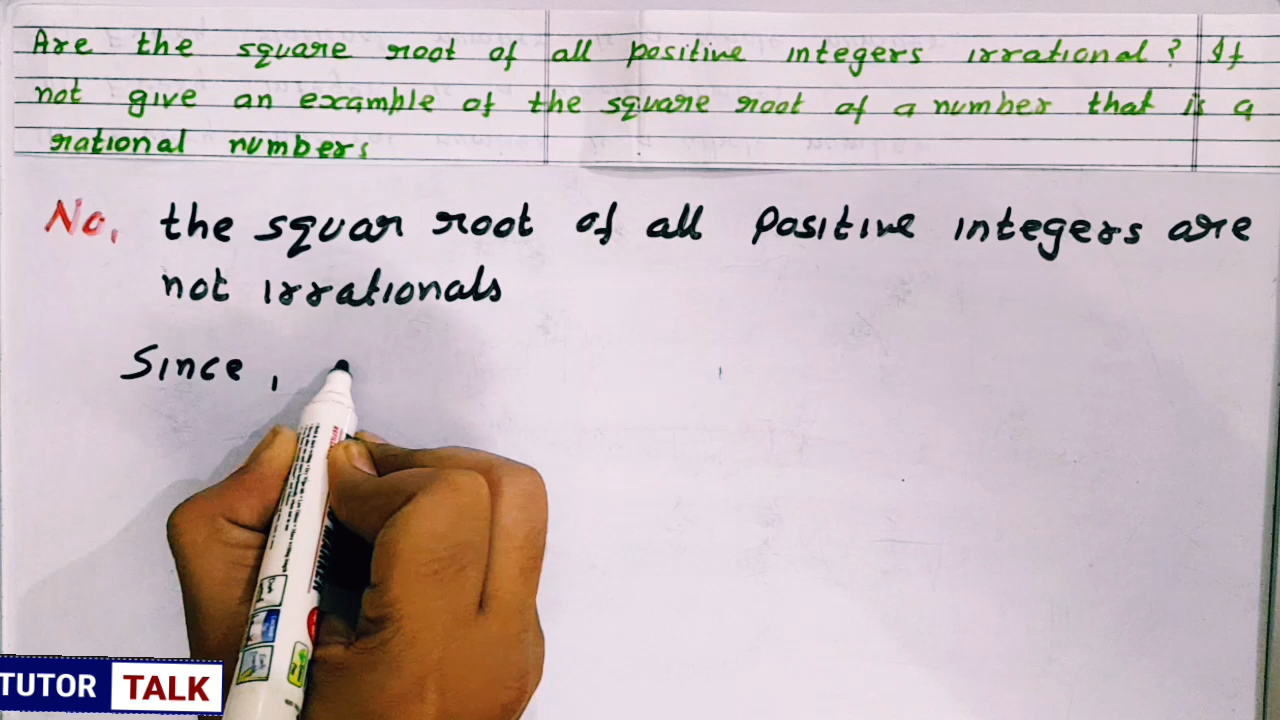 Are the square root of all positive integers irrational? If
not give an examble of the square root of a number that is a
rational numbers
No, the squar root of all positive integers are
not irrationals
Since,
TUTOR TALK